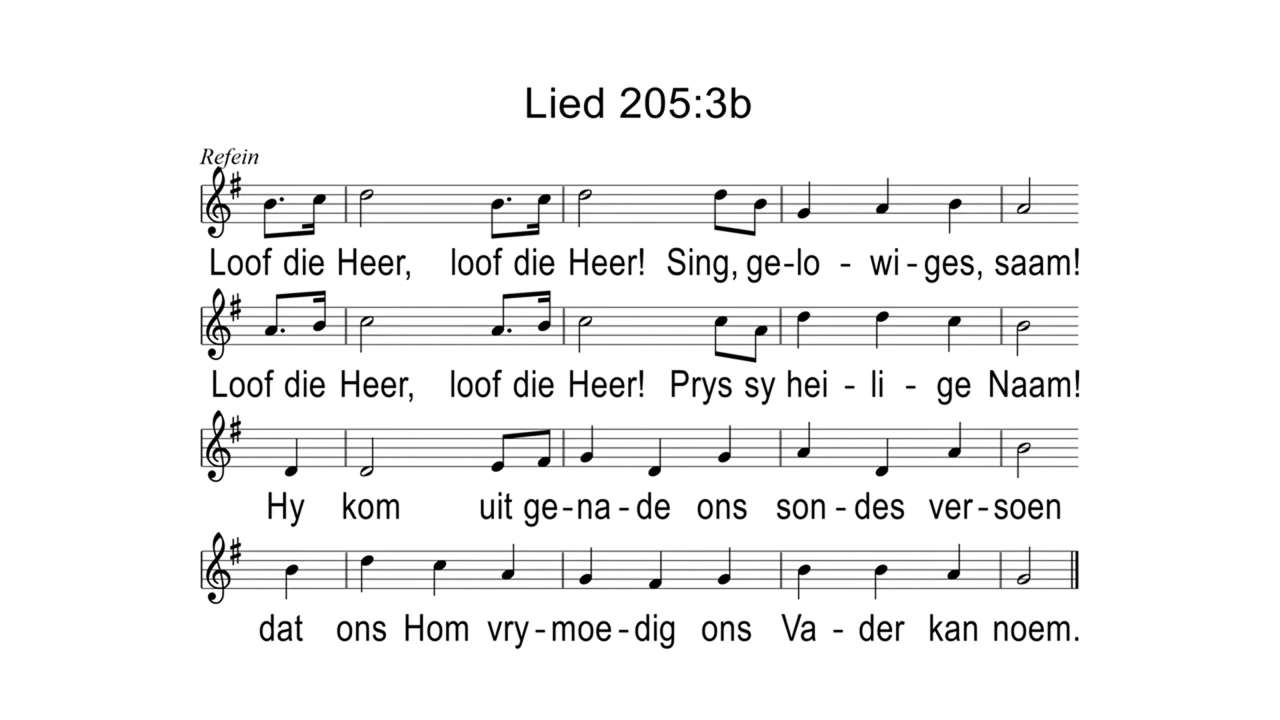 Lied 205:3b
Refein
Loof die Heer, loof die Heer! Sing, ge-lo - wi-ges, saam!
Loof die Heer, loof die Heer! Prys sy hei - li - ge Naam!
Hy kom uit ge-na-de ons son-des ver-soen
dat ons Hom vry-moe-dig ons Va - der kan noem.